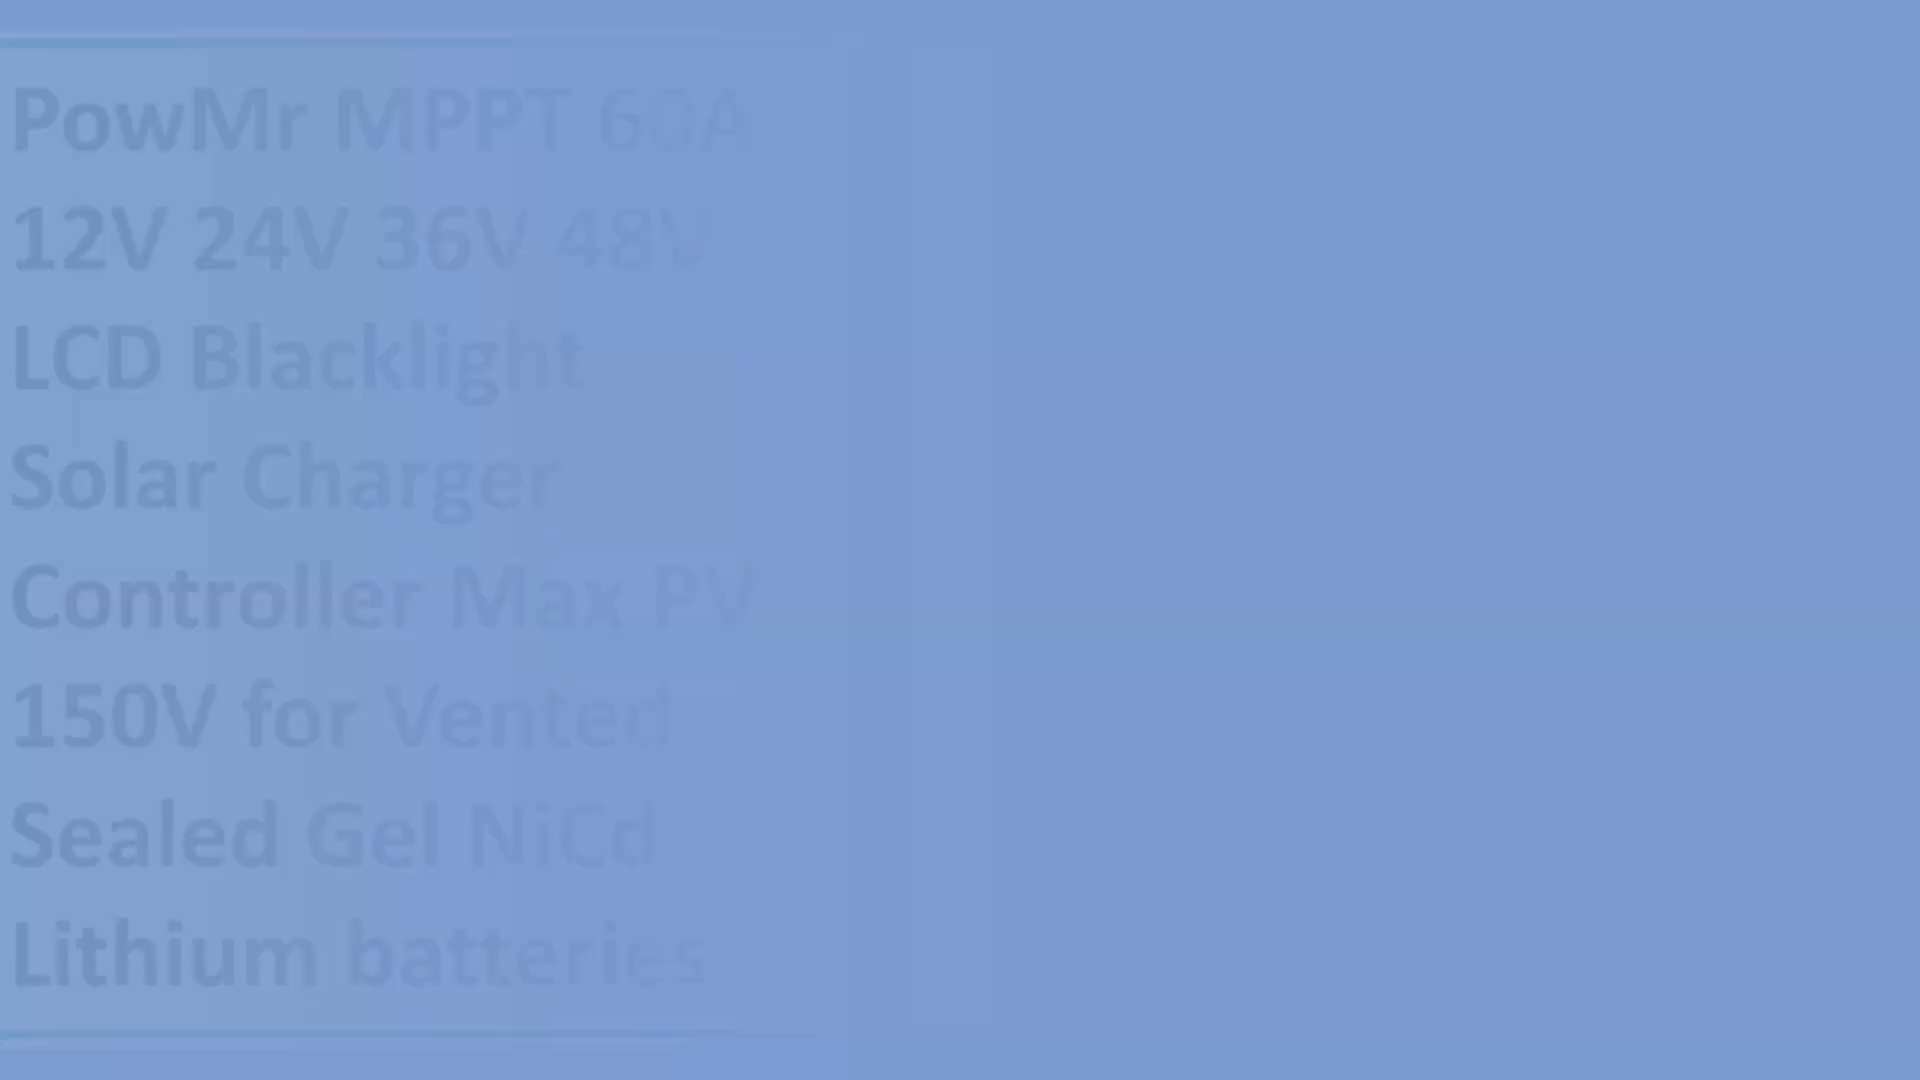 PowMr MPPT 60A
12V 24V 36V 48V
LCD Blacklight
Solar Charger
Controller Max PV
150V for Vented
Sealed Gel NiCd
Lithium batteries